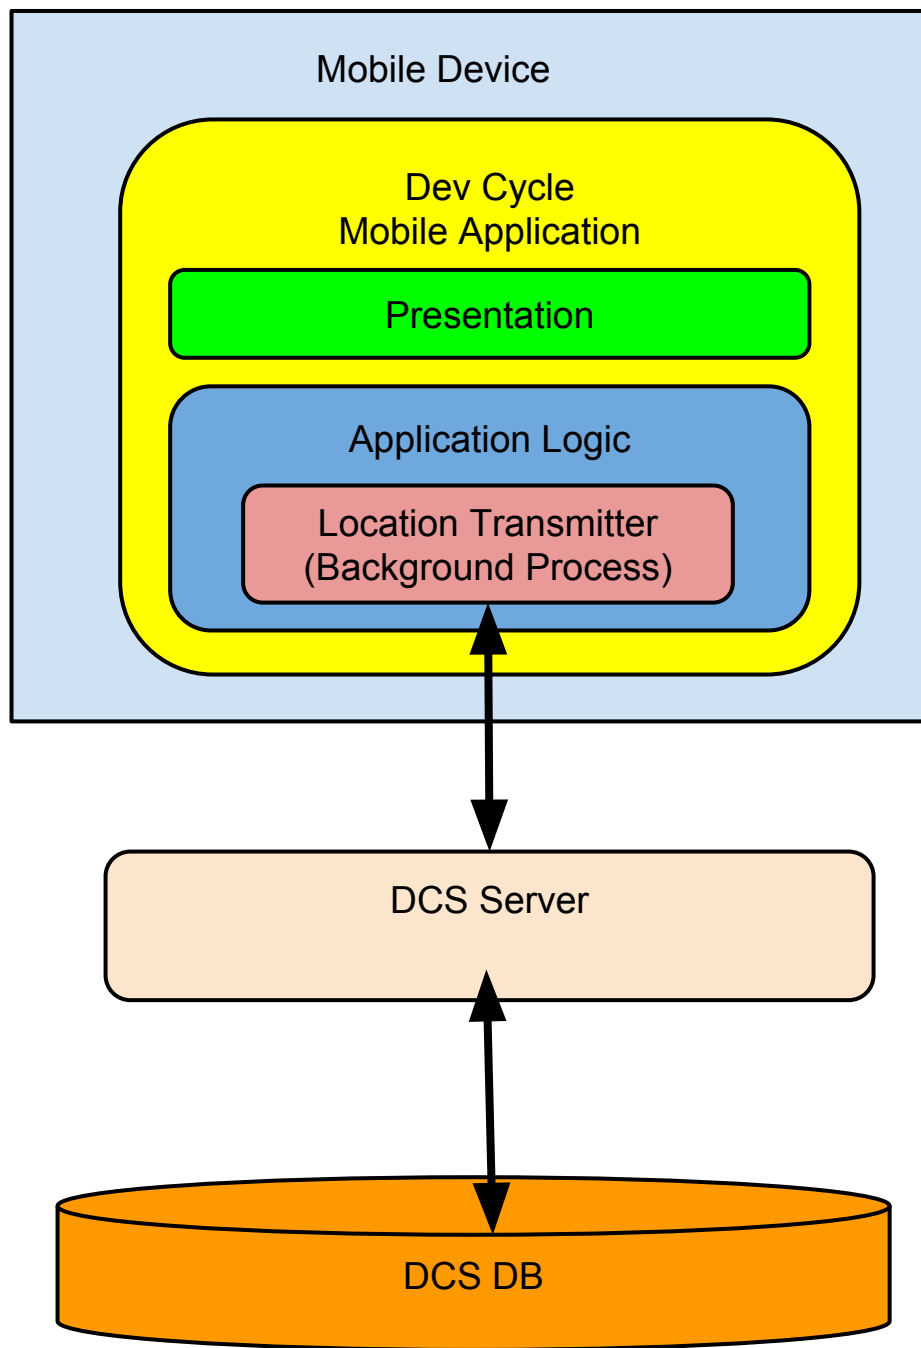 Mobile Device
Dev Cycle
Mobile Application
Presentation
Application Logic
Location Transmitter
(Background Process)
DCS Server
DCS DB